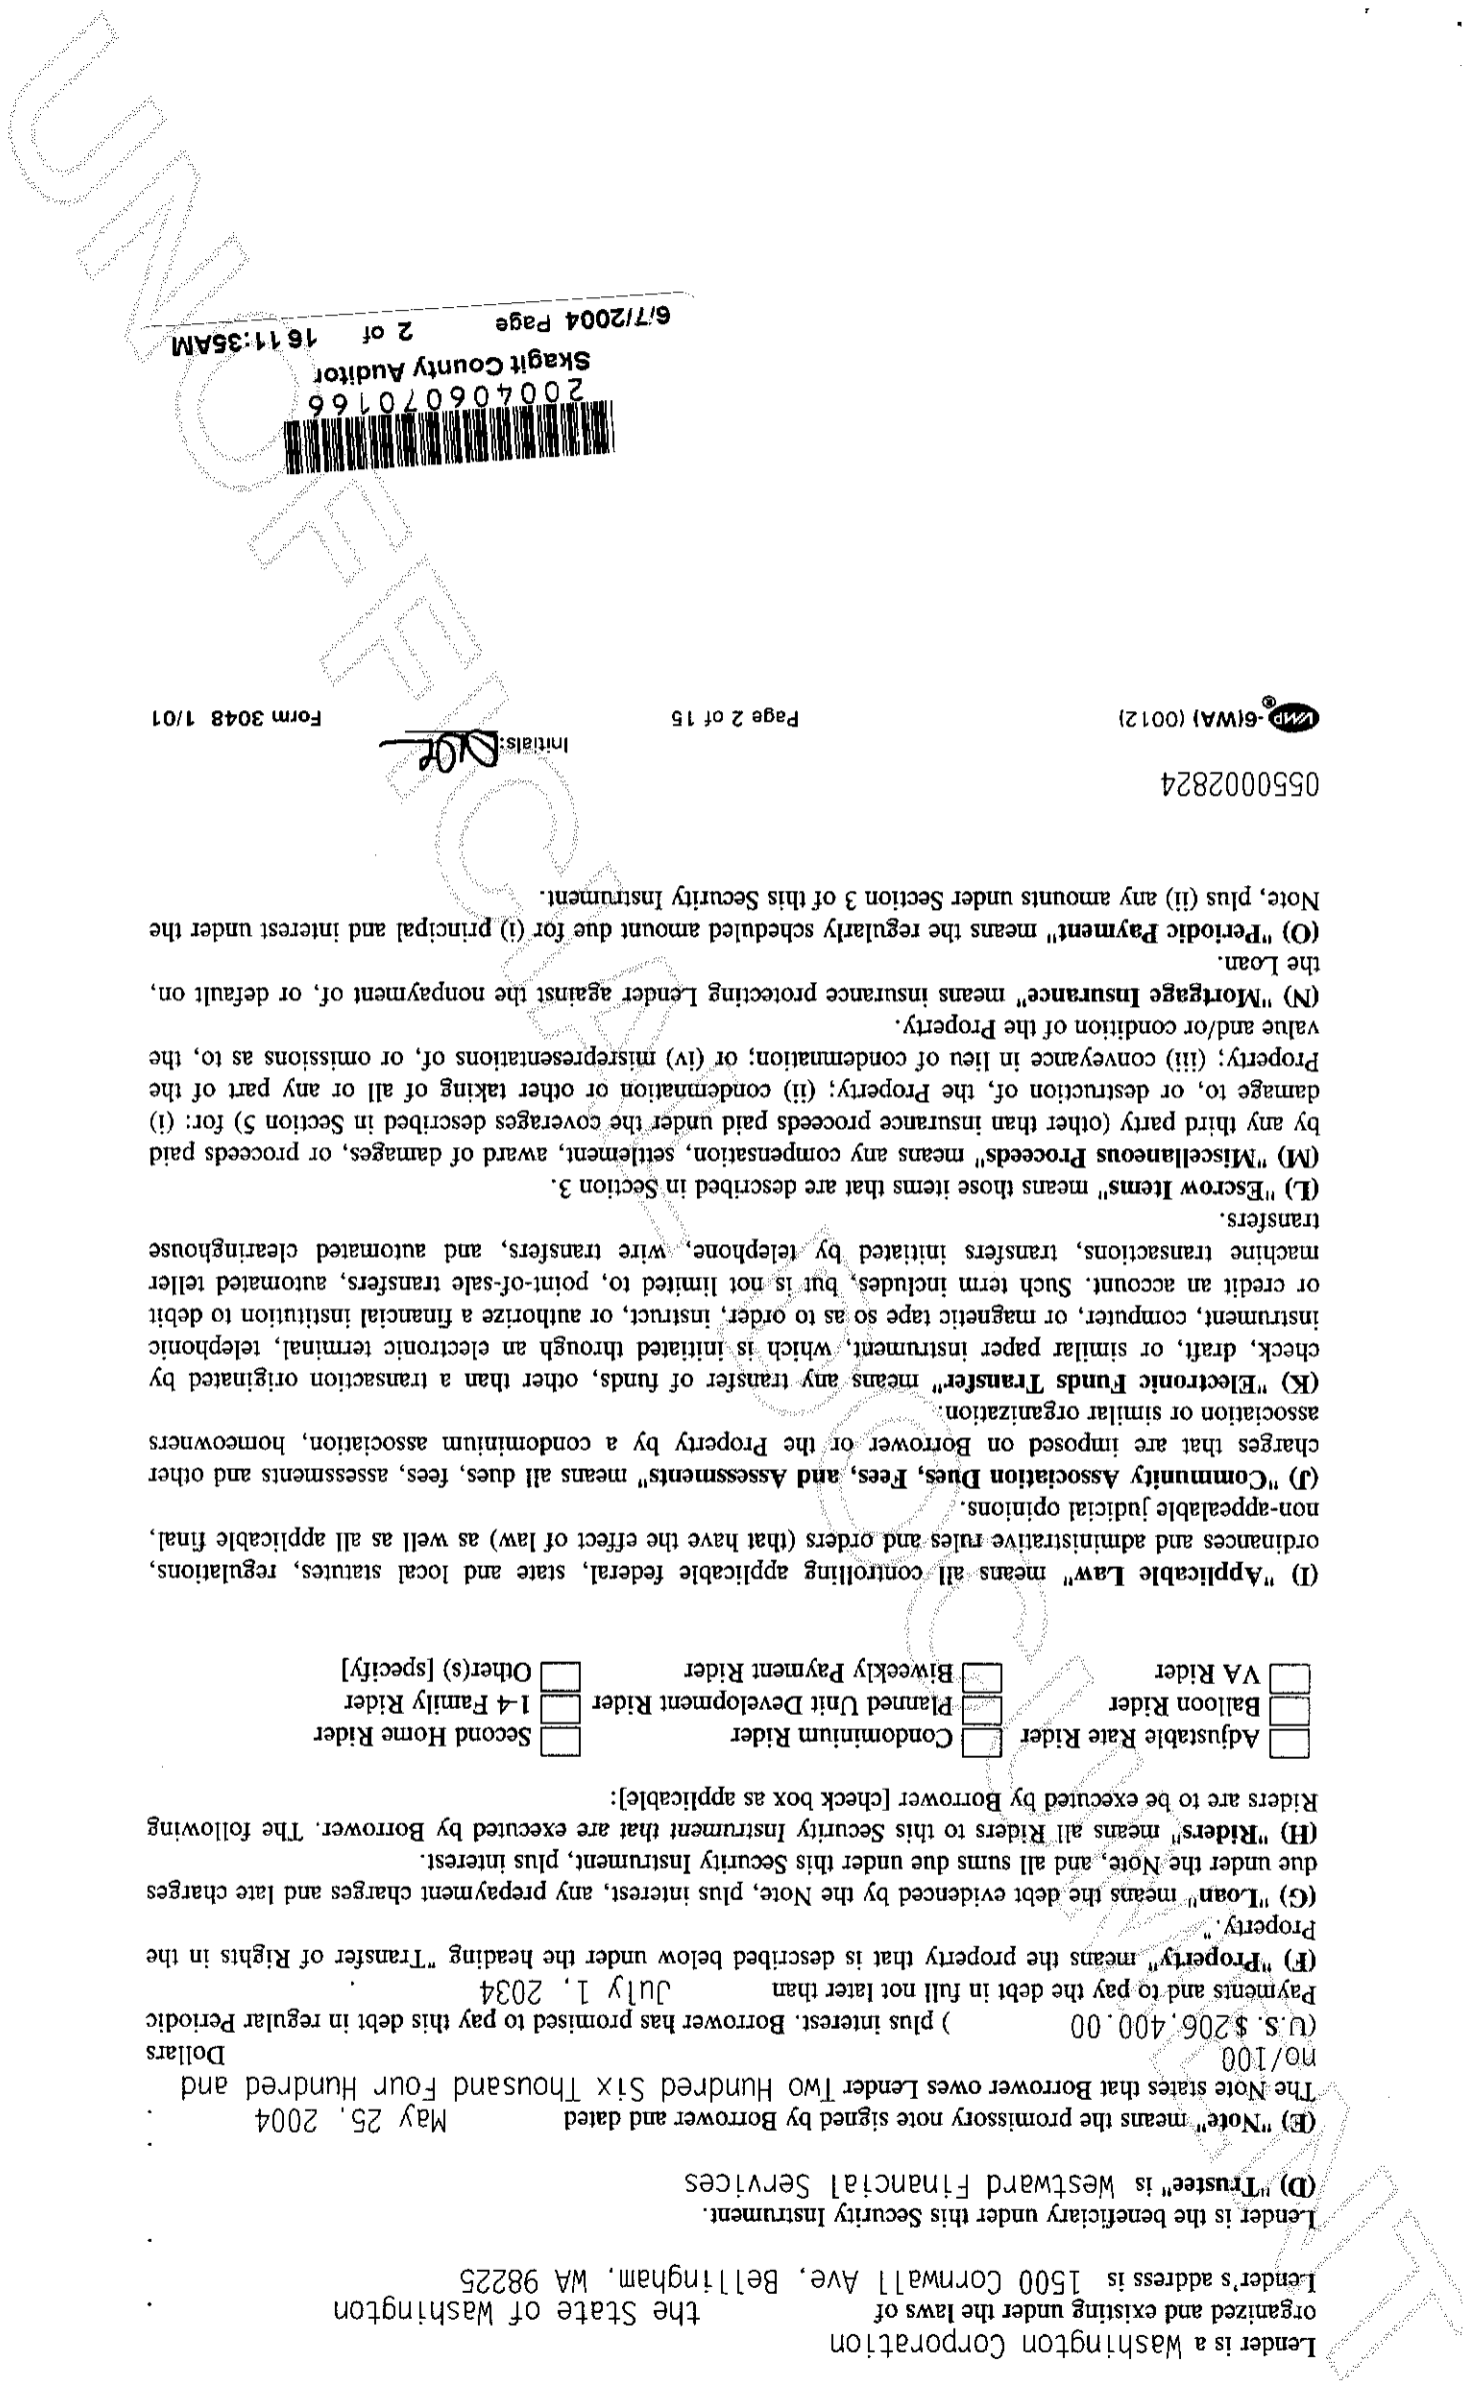 Lender is a Washington Corporation
organized and existing under the laws of the State of Washington .
Lender's address is 1500 Cornwall Ave, Bellingham, WA 98225
.
Lender is the beneficiary under this Security Instrument.
(D) "Trustee" is Westward Financial Services
.
(E) "Note" means the promissory note signed by Borrower and dated May 25, 2004 .
The Note states that Borrower owes Lender Two Hundred Six Thousand Four Hundred and
no/100 Dollars
(U.S. $206,400.00 ) plus interest. Borrower has promised to pay this debt in regular Periodic
Payments and to pay the debt in full not later than July 1, 2034 .
(F) "Property" means the property that is described below under the heading "Transfer of Rights in the
Property."
(G) "Loan" means the debt evidenced by the Note, plus interest, any prepayment charges and late charges
due under the Note, and all sums due under this Security Instrument, plus interest.
(H) "Riders" means all Riders to this Security Instrument that are executed by Borrower. The following
Riders are to be executed by Borrower [check box as applicable]:
Adjustable Rate Rider Condominium Rider Second Home Rider
Balloon Rider Planned Unit Development Rider 1-4 Family Rider
VA Rider Biweekly Payment Rider Other(s) [specify]
(I) "Applicable Law" means all controlling applicable federal, state and local statutes, regulations,
ordinances and administrative rules and orders (that have the effect of law) as well as all applicable final,
non-appealable judicial opinions.
(J) "Community Association Dues, Fees, and Assessments" means all dues, fees, assessments and other
charges that are imposed on Borrower or the Property by a condominium association, homeowners
association or similar organization.
(K) "Electronic Funds Transfer" means any transfer of funds, other than a transaction originated by
check, draft, or similar paper instrument, which is initiated through an electronic terminal, telephonic
instrument, computer, or magnetic tape so as to order, instruct, or authorize a financial institution to debit
or credit an account. Such term includes, but is not limited to, point-of-sale transfers, automated teller
machine transactions, transfers initiated by telephone, wire transfers, and automated clearinghouse
transfers.
(L) "Escrow Items" means those items that are described in Section 3.
(M) "Miscellaneous Proceeds" means any compensation, settlement, award of damages, or proceeds paid
by any third party (other than insurance proceeds paid under the coverages described in Section 5) for: (i)
damage to, or destruction of, the Property; (ii) condemnation or other taking of all or any part of the
Property; (iii) conveyance in lieu of condemnation; or (iv) misrepresentations of, or omissions as to, the
value and/or condition of the Property.
(N) "Mortgage Insurance" means insurance protecting Lender against the nonpayment of, or default on,
the Loan.
(O) "Periodic Payment" means the regularly scheduled amount due for (i) principal and interest under the
Note, plus (ii) any amounts under Section 3 of this Security Instrument.
0550002824
Initials:
VMP®-6(WA) (0012) Page 2 of 15 Form 3048 1/01
200406070166
Skagit County Auditor
6/7/2004 Page 2 of 16 11:35AM
UNOFFICIAL DOCUMENT